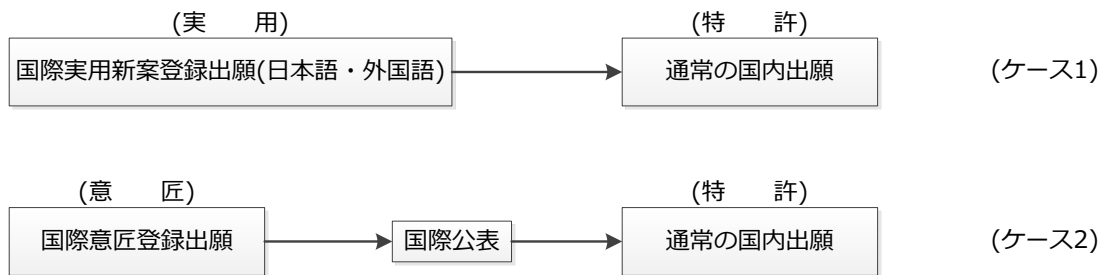 (実　用) (特　許)
国際実用新案登録出願(日本語・外国語) 通常の国内出願 (ケース1)
(意　匠) (特　許)
国際意匠登録出願 国際公表 通常の国内出願 (ケース2)